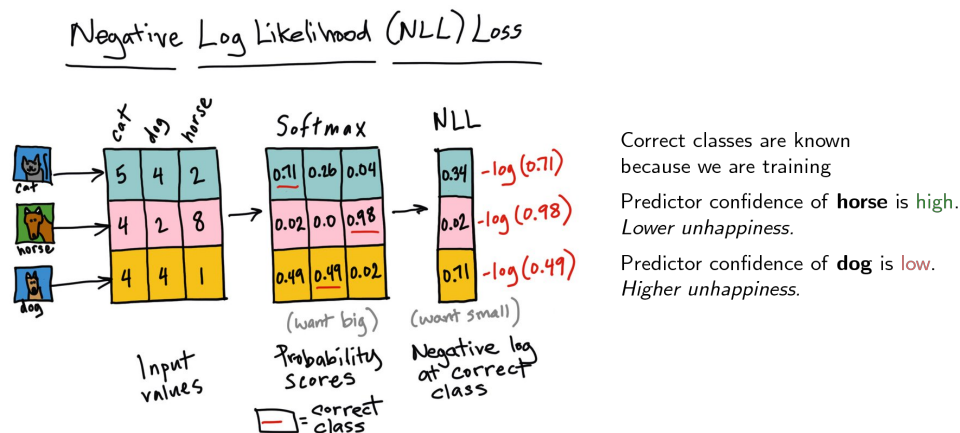 Negative Log Likelihood (NLL) Loss
cat dog horse
Softmax
NLL
cat
5 4 2
0.71 0.26 0.04
0.34
-log(0.71)
horse
4 2 8
0.02 0.0 0.98
0.02
-log(0.98)
dog
4 4 1
0.49 0.49 0.02
0.71
-log(0.49)
(want big)
(want small)
Input
values
Probability
scores
Negative log
at correct
class
= correct
class
Correct classes are known
because we are training
Predictor confidence of horse is high.
Lower unhappiness.
Predictor confidence of dog is low.
Higher unhappiness.